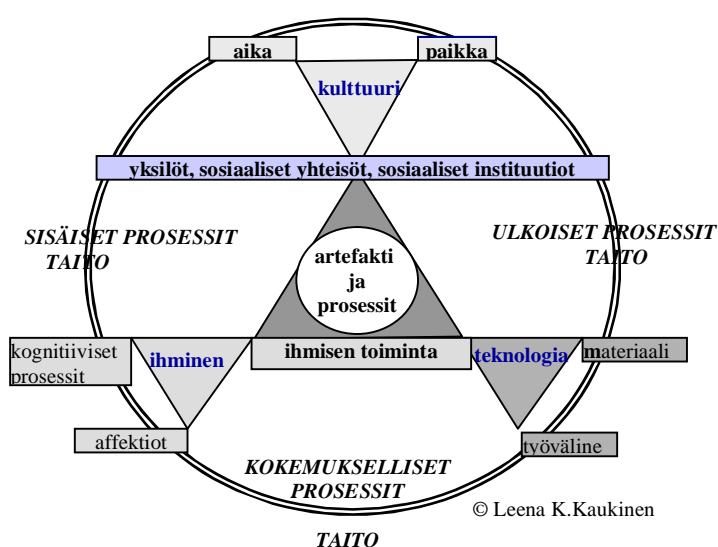 aika
paikka
kulttuuri
yksilöt, sosiaaliset yhteisöt, sosiaaliset instituutiot
SISÄISET PROSESSIT
TAITO
ULKOISET PROSESSIT
TAITO
artefakti
ja
prosessit
kognitiiviset
prosessit
ihminen
ihmisen toiminta
teknologia
materiaali
affektiot
työväline
KOKEMUKSELLISET
PROSESSIT
© Leena K.Kaukinen
TAITO